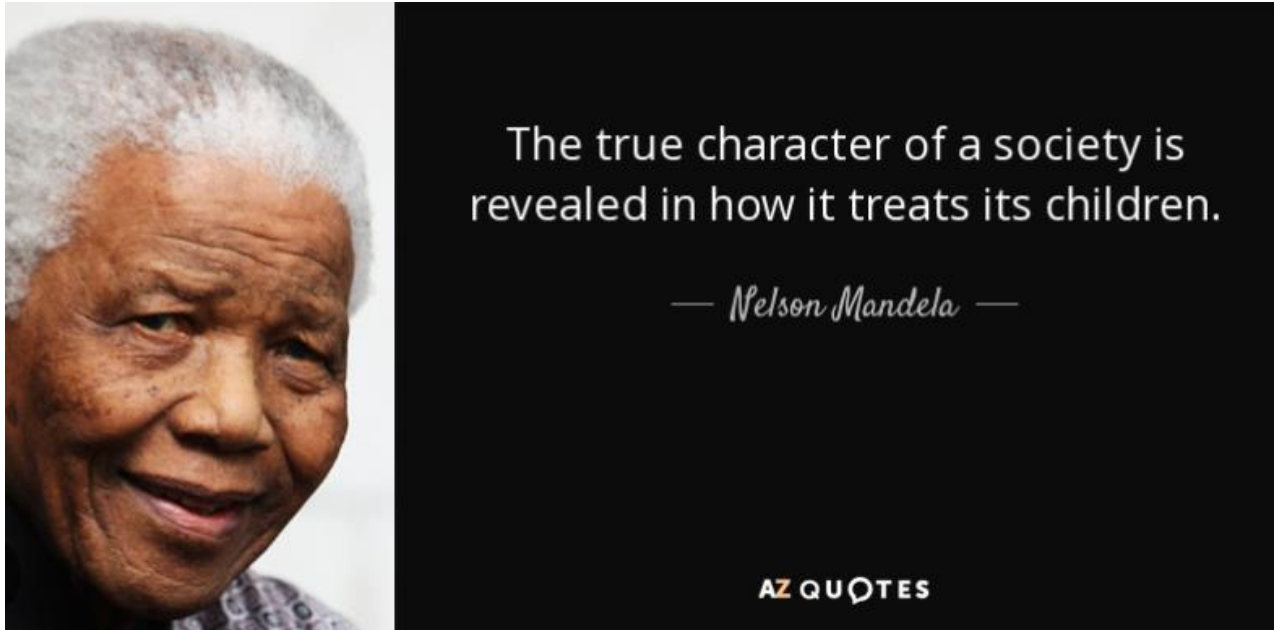 The true character of a society is
revealed in how it treats its children.
— Nelson Mandela —
AZ QUOTES